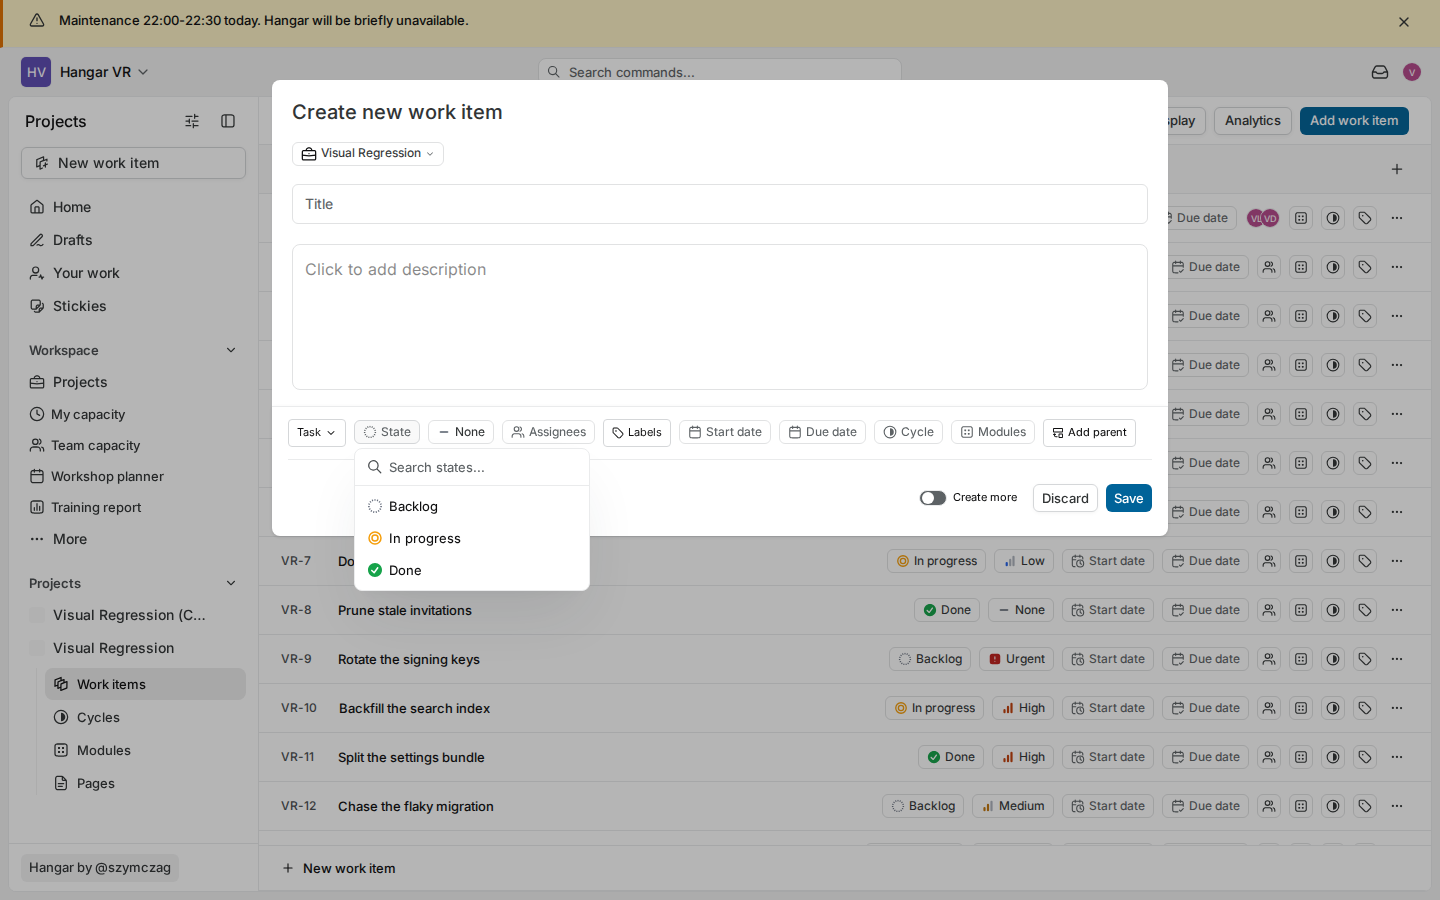 Maintenance 22:00-22:30 today. Hangar will be briefly unavailable.
HV
Hangar VR
Search commands...
V
Projects
New work item
Home
Drafts
Your work
Stickies
Workspace
Projects
My capacity
Team capacity
Workshop planner
Training report
More
Projects
Visual Regression (C...
Visual Regression
Work items
Cycles
Modules
Pages
Hangar by @szymczag
Analytics
Add work item
Create new work item
Visual Regression
Title
Click to add description
Task
State
None
Assignees
Labels
Start date
Due date
Cycle
Modules
Add parent
Search states...
Backlog
In progress
Done
Create more
Discard
Save
Due date
VD
Due date
Due date
Due date
Due date
Due date
Due date
VR-7
In progress
Low
Start date
Due date
VR-8
Prune stale invitations
Done
None
Start date
Due date
VR-9
Rotate the signing keys
Backlog
Urgent
Start date
Due date
VR-10
Backfill the search index
In progress
High
Start date
Due date
VR-11
Split the settings bundle
Done
High
Start date
Due date
VR-12
Chase the flaky migration
Backlog
Medium
Start date
Due date
New work item